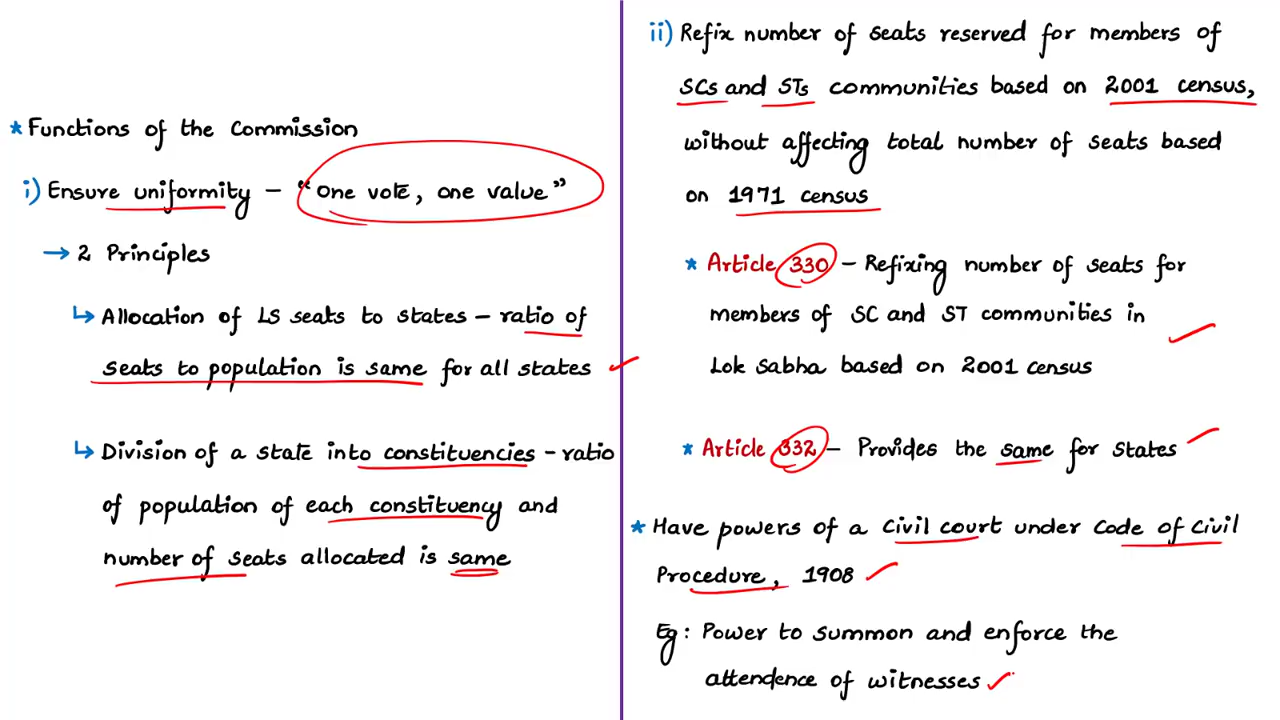 * Functions of the Commission
i) Ensure uniformity – “One vote, one value”
→ 2 Principles
↳ Allocation of LS seats to states – ratio of
seats to population is same for all states
↳ Division of a state into constituencies – ratio
of population of each constituency and
number of seats allocated is same
ii) Refix number of seats reserved for members of
SCs and STs communities based on 2001 census,
without affecting total number of seats based
on 1971 census
* Article 330 – Refixing number of seats for
members of SC and ST communities in
Lok Sabha based on 2001 census
* Article 332 – Provides the same for States
* Have powers of a Civil court under Code of Civil
Procedure, 1908
Eg: Power to summon and enforce the
attendence of witnesses